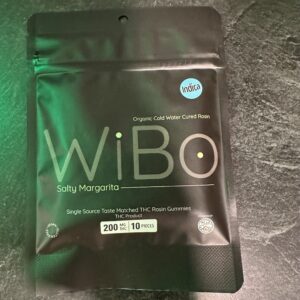 Indica
Organic Cold Water Cured Rosin
WiBo
Salty Margarita
Single Source Taste Matched THC Rosin Gummies
THC Product
200 MG
10 PIECES